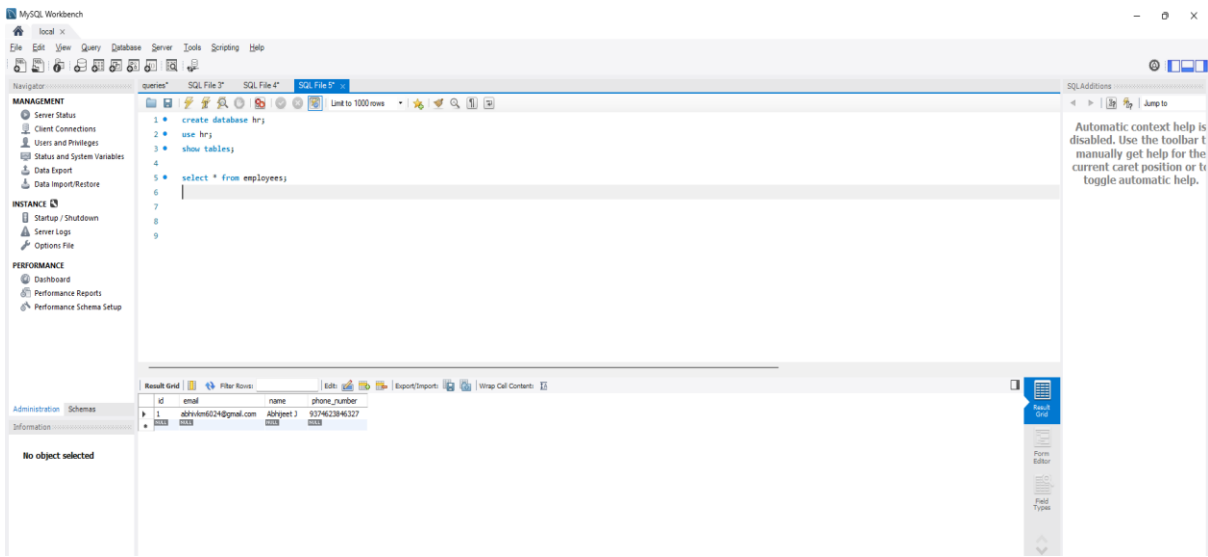 MySQL Workbench
local ×
File Edit View Query Database Server Tools Scripting Help
Navigator
MANAGEMENT
Server Status
Client Connections
Users and Privileges
Status and System Variables
Data Export
Data Import/Restore
INSTANCE
Startup / Shutdown
Server Logs
Options File
PERFORMANCE
Dashboard
Performance Reports
Performance Schema Setup
Administration Schemas
Information
No object selected
queries* SQL File 3* SQL File 4* SQL File 5* ×
Limit to 1000 rows
1 create database hr;
2 use hr;
3 show tables;
4
5 select * from employees;
6
7
8
9
Result Grid Filter Rows: Edit: Export/Import: Wrap Cell Content:
id email name phone_number
1 abhivkm6024@gmail.com Abhijeet J 9374623846327
NULL NULL NULL NULL
Result
Grid
Form
Editor
Field
Types
SQLAdditions
Jump to
Automatic context help is
disabled. Use the toolbar t
manually get help for the
current caret position or to
toggle automatic help.